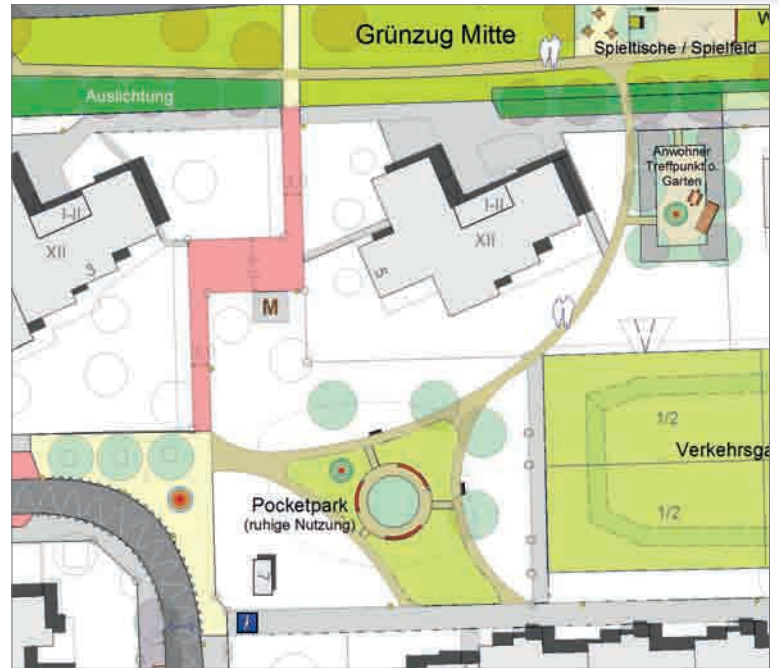 Grünzug Mitte
Spieltische / Spielfeld
Auslichtung
Anwohner
Treffpunkt o.
Garten
I-II
XII
I-II
XII
5
M
1/2
Verkehrsga
1/2
Pocketpark
(ruhige Nutzung)